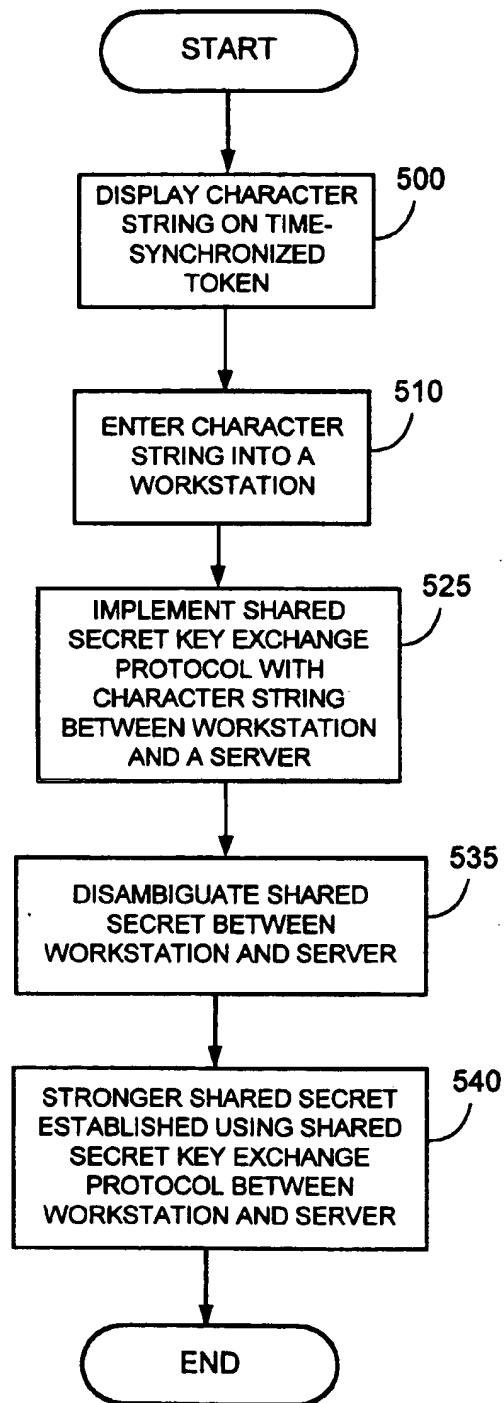 START
500
DISPLAY CHARACTER
STRING ON TIME-
SYNCHRONIZED
TOKEN
510
ENTER CHARACTER
STRING INTO A
WORKSTATION
525
IMPLEMENT SHARED
SECRET KEY EXCHANGE
PROTOCOL WITH
CHARACTER STRING
BETWEEN WORKSTATION
AND A SERVER
535
DISAMBIGUATE SHARED
SECRET BETWEEN
WORKSTATION AND SERVER
540
STRONGER SHARED SECRET
ESTABLISHED USING SHARED
SECRET KEY EXCHANGE
PROTOCOL BETWEEN
WORKSTATION AND SERVER
END